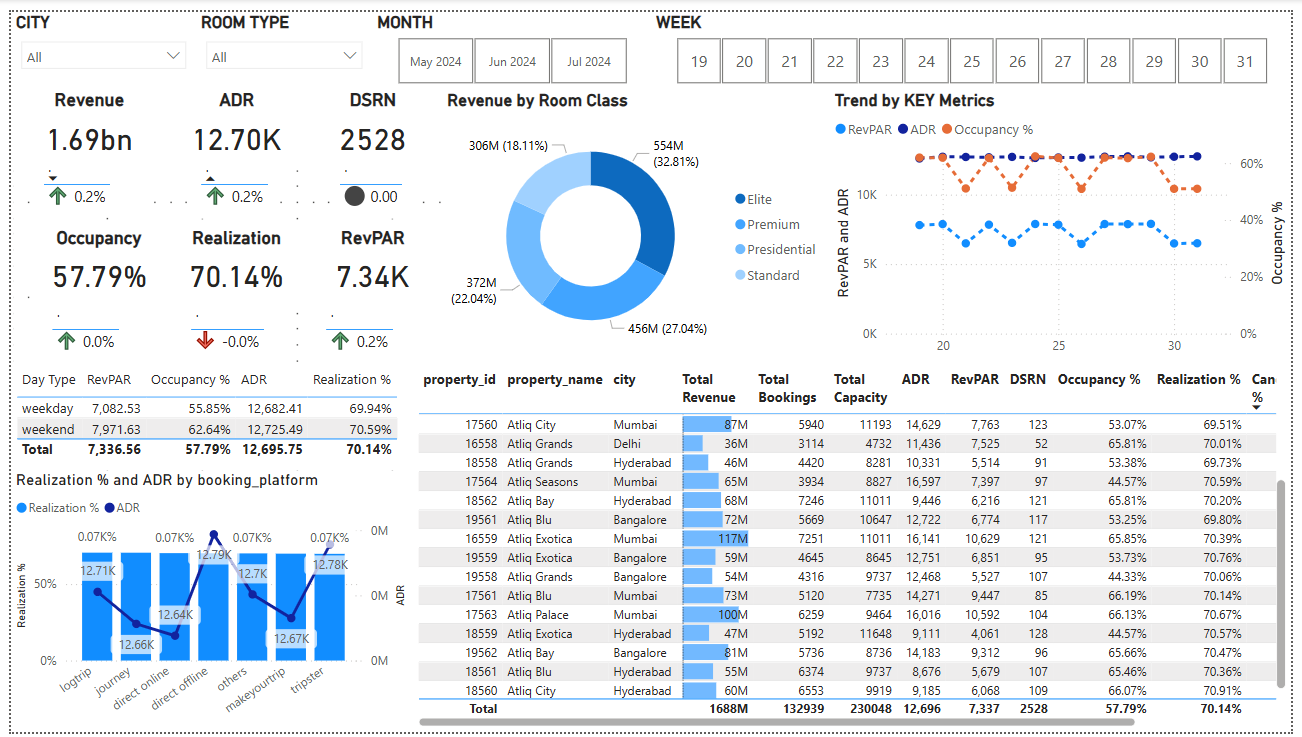 CITY
ROOM TYPE
MONTH
WEEK
All
All
May 2024
Jun 2024
Jul 2024
19 20 21 22 23 24 25 26 27 28 29 30 31
Revenue
ADR
DSRN
1.69bn
12.70K
2528
0.2%
0.2%
0.00
Occupancy
Realization
RevPAR
57.79%
70.14%
7.34K
0.0%
-0.0%
0.2%
Revenue by Room Class
306M (18.11%)
554M
(32.81%)
372M
(22.04%)
456M (27.04%)
Elite
Premium
Presidential
Standard
Trend by KEY Metrics
RevPAR ADR Occupancy %
RevPAR and ADR
10K
5K
0K
60%
40%
20%
0%
Occupancy %
20 30
Day Type RevPAR Occupancy % ADR Realization %
weekday 7,082.53 55.85% 12,682.41 69.94%
weekend 7,971.63 62.64% 12,725.49 70.59%
Total 7,336.56 57.79% 12,695.75 70.14%
Realization % and ADR by booking_platform
Realization % ADR
Realization %
50%
0%
0.07K% 0.07K% 0.07K% 0.07K%
12.71K
12.66K
12.64K
12.79K
12.7K
12.67K
12.78K
0M
0M
0M
ADR
logtrip
journey
direct online
direct offline
others
makeyourtrip
tripster
property_id property_name city Total Revenue Total Bookings Total Capacity ADR RevPAR DSRN Occupancy % Realization % Can %
17560 Atliq City Mumbai 87M 5940 11193 14,629 7,763 123 53.07% 69.51%
16558 Atliq Grands Delhi 36M 3114 4732 11,436 7,525 52 65.81% 70.01%
18558 Atliq Grands Hyderabad 46M 4420 8281 10,331 5,514 91 53.38% 69.73%
17564 Atliq Seasons Mumbai 65M 3934 8827 16,597 7,397 97 44.57% 70.59%
18562 Atliq Bay Hyderabad 68M 7246 11011 9,446 6,216 121 65.81% 70.20%
19561 Atliq Blu Bangalore 72M 5669 10647 12,722 6,774 117 53.25% 69.80%
16559 Atliq Exotica Mumbai 117M 7251 11011 16,141 10,629 121 65.85% 70.39%
19559 Atliq Exotica Bangalore 59M 4645 8645 12,751 6,851 95 53.73% 70.76%
19558 Atliq Grands Bangalore 54M 4316 9737 12,468 5,527 107 44.33% 70.06%
17561 Atliq Blu Mumbai 73M 5120 7735 14,271 9,447 85 66.19% 70.14%
17563 Atliq Palace Mumbai 100M 6259 9464 16,016 10,592 104 66.13% 70.67%
18559 Atliq Exotica Hyderabad 47M 5192 11648 9,111 4,061 128 44.57% 70.57%
19562 Atliq Bay Bangalore 81M 5736 8736 14,183 9,312 96 65.66% 70.47%
18561 Atliq Blu Hyderabad 55M 6374 9737 8,676 5,679 107 65.46% 70.36%
18560 Atliq City Hyderabad 60M 6553 9919 9,185 6,068 109 66.07% 70.91%
Total 1688M 132939 230048 12,696 7,337 2528 57.79% 70.14%